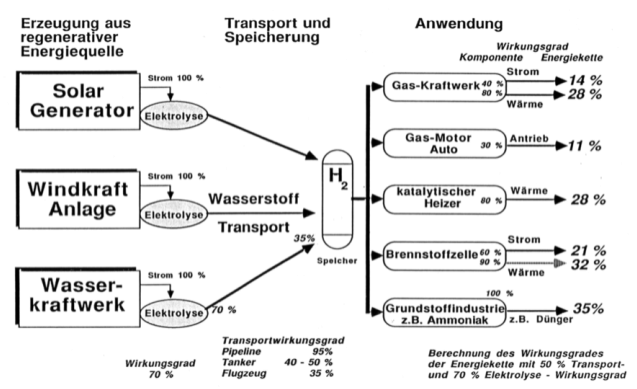 Erzeugung aus
regenerativer
Energiequelle
Transport und
Speicherung
Anwendung
Wirkungsgrad
Komponente Energiekette
Solar
Generator
Strom 100 %
Elektrolyse
Windkraft
Anlage
Strom 100 %
Elektrolyse
Wasser-
kraftwerk
Strom 100 %
Elektrolyse
70 %
Wasserstoff
Transport
35%
H2
Speicher
Gas-Kraftwerk 40 %
80 %
Strom
14 %
28 %
Wärme
Gas-Motor
Auto
30 %
Antrieb
11 %
katalytischer
Heizer
80 %
Wärme
28 %
Brennstoffzelle 60 %
90 %
Strom
21 %
32 %
Wärme
100 %
Grundstoffindustrie
z.B. Ammoniak
z.B. Dünger
35%
Wirkungsgrad
70 %
Transportwirkungsgrad
Pipeline 95%
Tanker 40 - 50 %
Flugzeug 35 %
Berechnung des Wirkungsgrades
der Energiekette mit 50 % Transport-
und 70 % Elektrolyse - Wirkungsgrad